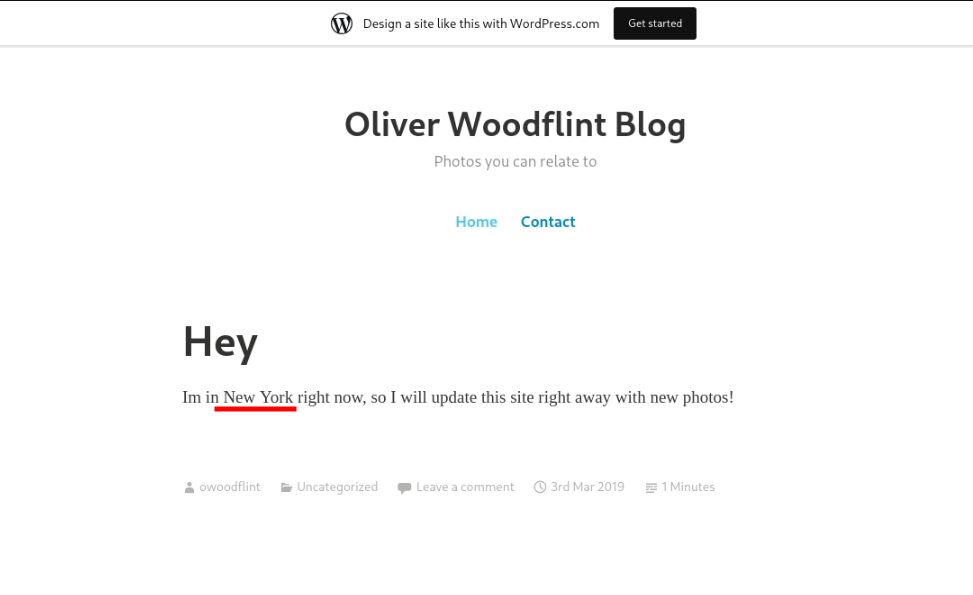 Design a site like this with WordPress.com Get started
Oliver Woodflint Blog
Photos you can relate to
Home Contact
Hey
Im in New York right now, so I will update this site right away with new photos!
owoodflint Uncategorized Leave a comment 3rd Mar 2019 1 Minutes